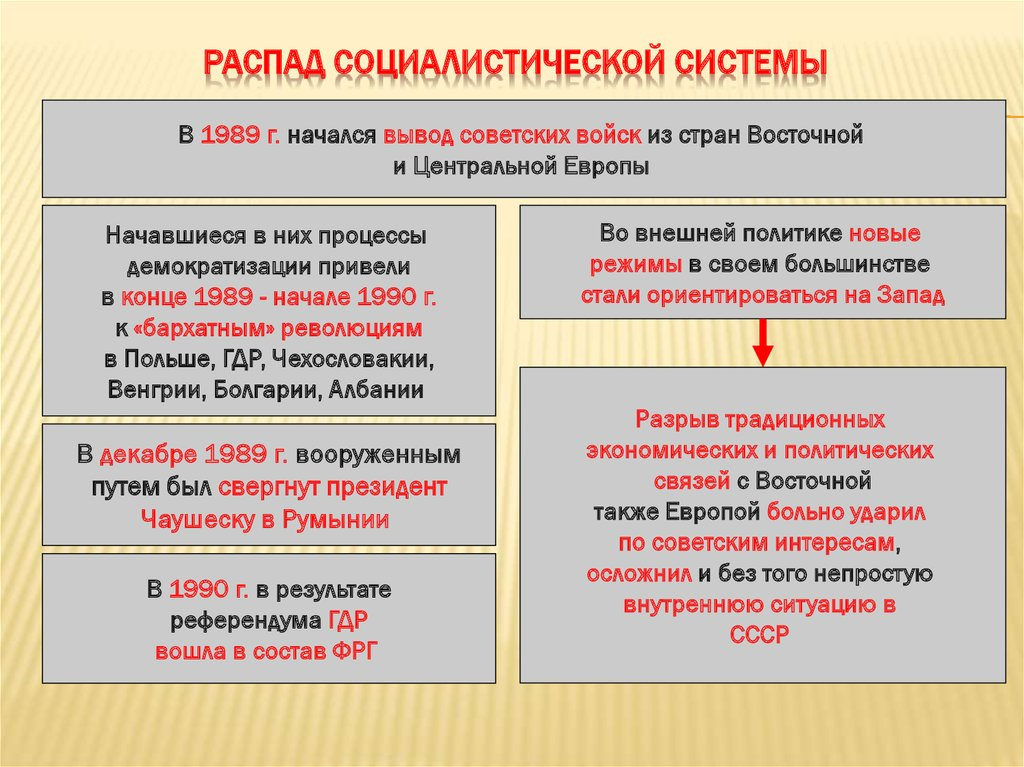 РАСПАД СОЦИАЛИСТИЧЕСКОЙ СИСТЕМЫ
В 1989 г. начался вывод советских войск из стран Восточной
и Центральной Европы
Начавшиеся в них процессы
демократизации привели
в конце 1989 - начале 1990 г.
к «бархатным» революциям
в Польше, ГДР, Чехословакии,
Венгрии, Болгарии, Албании
В декабре 1989 г. вооруженным
путем был свергнут президент
Чаушеску в Румынии
В 1990 г. в результате
референдума ГДР
вошла в состав ФРГ
Во внешней политике новые
режимы в своем большинстве
стали ориентироваться на Запад
Разрыв традиционных
экономических и политических
связей с Восточной
также Европой больно ударил
по советским интересам,
осложнил и без того непростую
внутреннюю ситуацию в
СССР